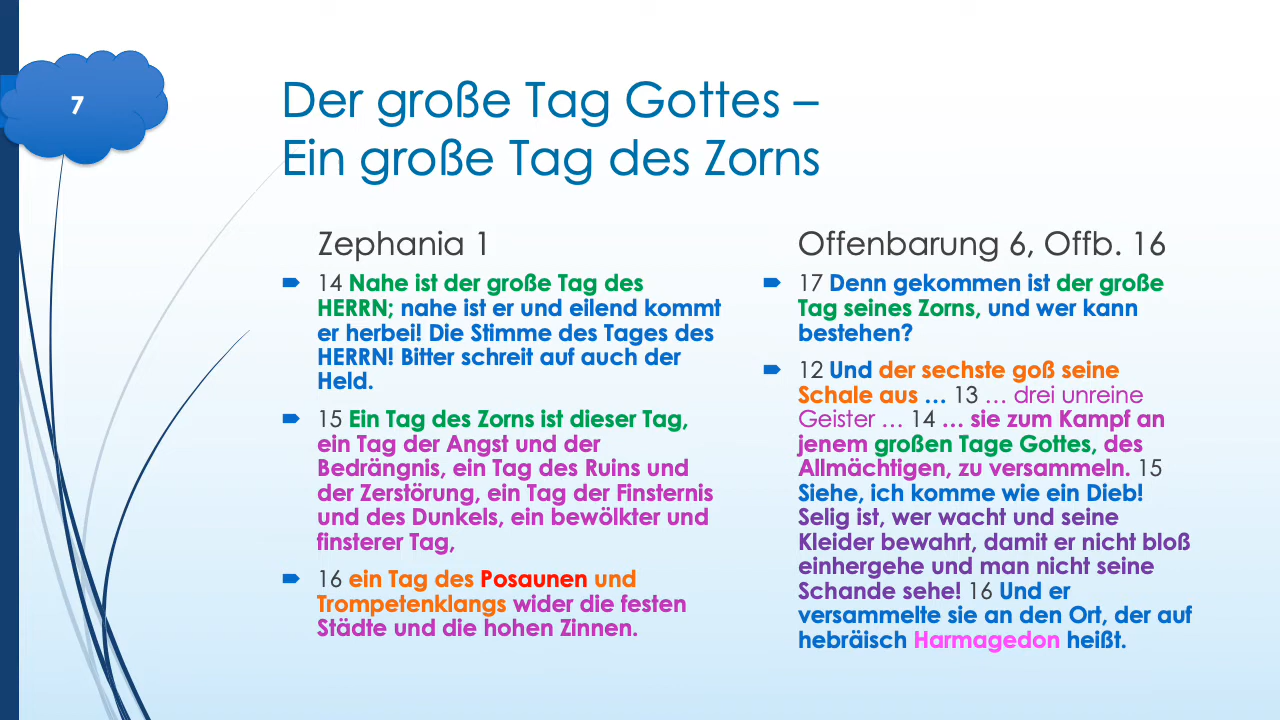 7
Der große Tag Gottes –
Ein große Tag des Zorns
Zephania 1
14 Nahe ist der große Tag des
HERRN; nahe ist er und eilend kommt
er herbei! Die Stimme des Tages des
HERRN! Bitter schreit auf auch der
Held.
15 Ein Tag des Zorns ist dieser Tag,
ein Tag der Angst und der
Bedrängnis, ein Tag des Ruins und
der Zerstörung, ein Tag der Finsternis
und des Dunkels, ein bewölkter und
finsterer Tag,
16 ein Tag des Posaunen und
Trompetenklangs wider die festen
Städte und die hohen Zinnen.
Offenbarung 6, Offb. 16
17 Denn gekommen ist der große
Tag seines Zorns, und wer kann
bestehen?
12 Und der sechste goß seine
Schale aus … 13 … drei unreine
Geister … 14 … sie zum Kampf an
jenem großen Tage Gottes, des
Allmächtigen, zu versammeln. 15
Siehe, ich komme wie ein Dieb!
Selig ist, wer wacht und seine
Kleider bewahrt, damit er nicht bloß
einhergehe und man nicht seine
Schande sehe! 16 Und er
versammelte sie an den Ort, der auf
hebräisch Harmagedon heißt.